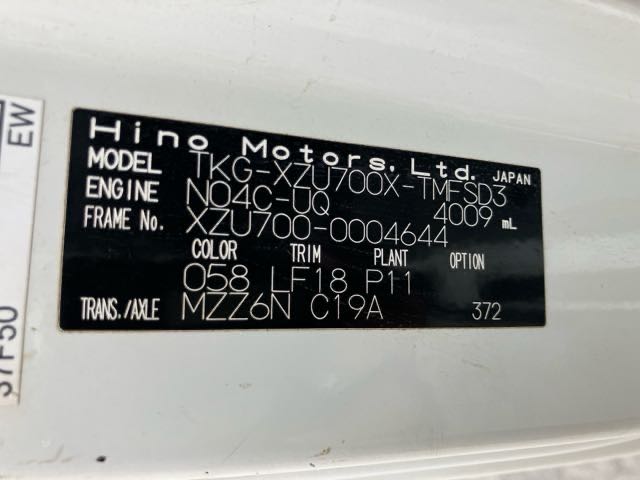 Hino Motors, Ltd. JAPAN
MODEL TKG-XZU700X-TMFSD3
ENGINE N04C-UQ 4009 mL
FRAME No. XZU700-0004644
COLOR TRIM PLANT OPTION
058 LF18 P11
TRANS./AXLE MZZ6N C19A 372
EW